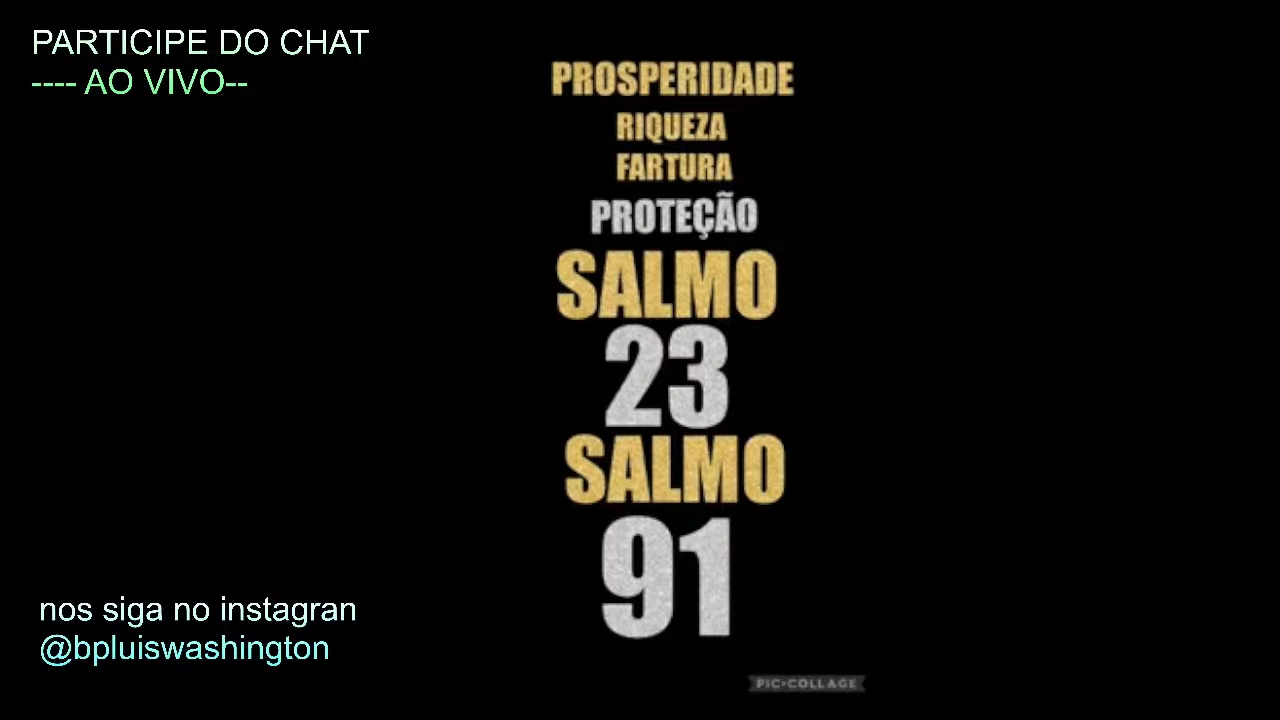 PARTICIPE DO CHAT
---- AO VIVO--
PROSPERIDADE
RIQUEZA
FARTURA
PROTEÇÃO
SALMO
23
SALMO
91
nos siga no instagran
@bpluiswashington
PIC•COLLAGE